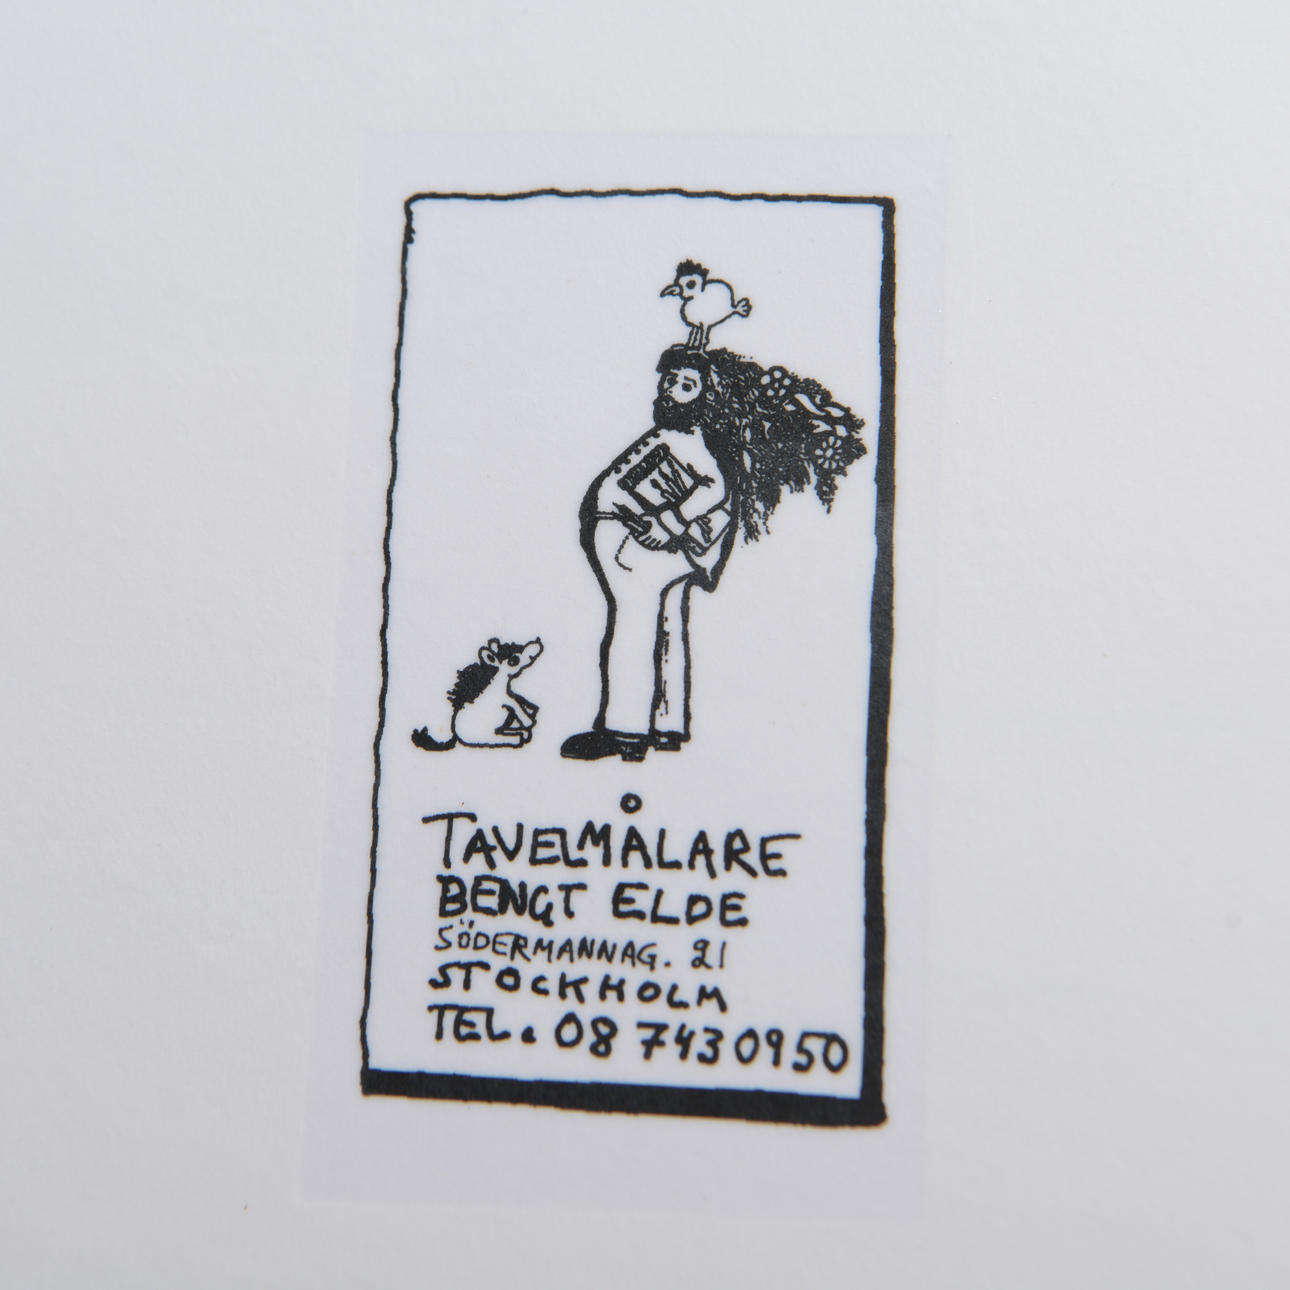 TAVELMÅLARE
BENGT ELDE
SÖDERMANNAG. 21
STOCKHOLM
TEL. 08 7430950